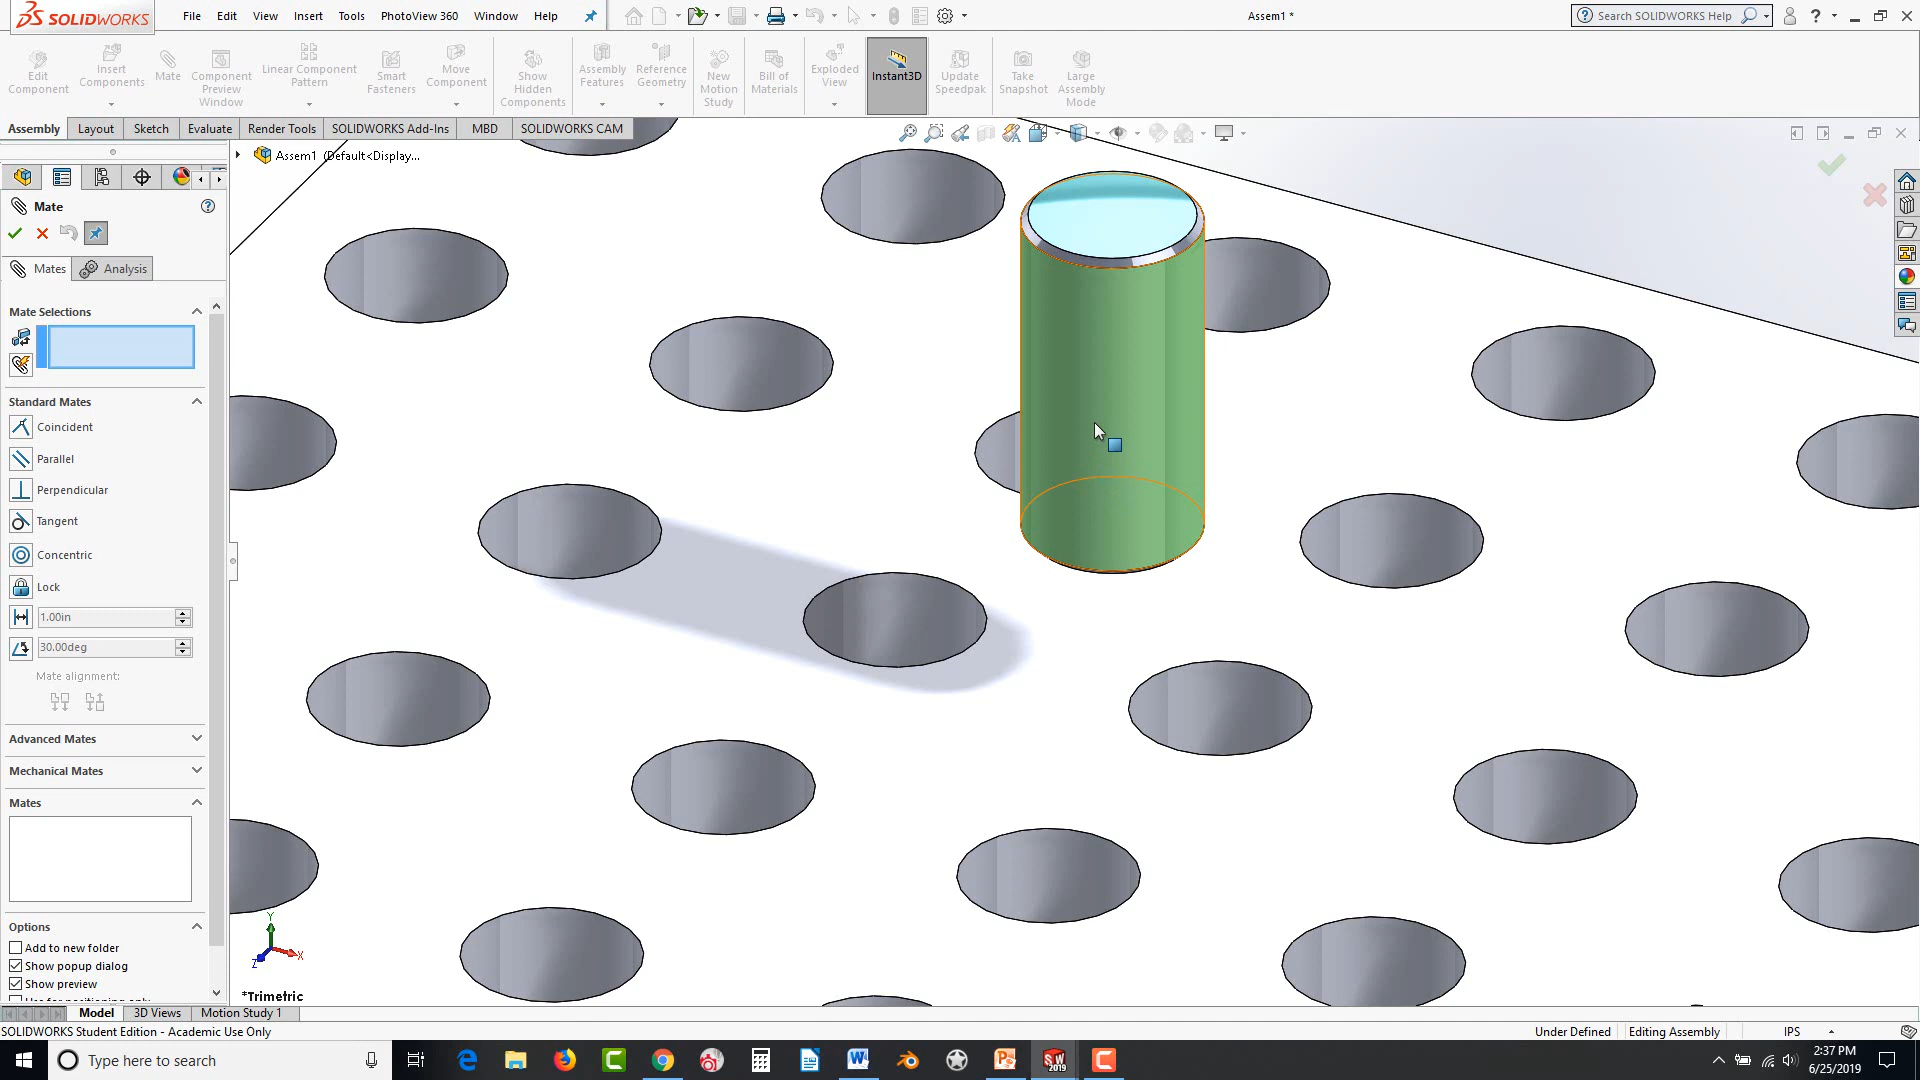 SOLIDWORKS
File Edit View Insert Tools PhotoView 360 Window Help
Assem1 *
Search SOLIDWORKS Help
Edit Component
Insert Components
Mate
Component Preview Window
Linear Component Pattern
Smart Fasteners
Move Component
Show Hidden Components
Assembly Features
Reference Geometry
New Motion Study
Bill of Materials
Exploded View
Instant3D
Update Speedpak
Take Snapshot
Large Assembly Mode
Assembly Layout Sketch Evaluate Render Tools SOLIDWORKS Add-Ins MBD SOLIDWORKS CAM
Assem1 (Default<Display...
Mate
Mates Analysis
Mate Selections
Standard Mates
Coincident
Parallel
Perpendicular
Tangent
Concentric
Lock
1.00in
30.00deg
Mate alignment:
Advanced Mates
Mechanical Mates
Mates
Options
Add to new folder
Show popup dialog
Show preview
Y
X
Z
*Trimetric
Model 3D Views Motion Study 1
SOLIDWORKS Student Edition - Academic Use Only
Under Defined Editing Assembly IPS
Type here to search
SW 2019
2:37 PM
6/25/2019